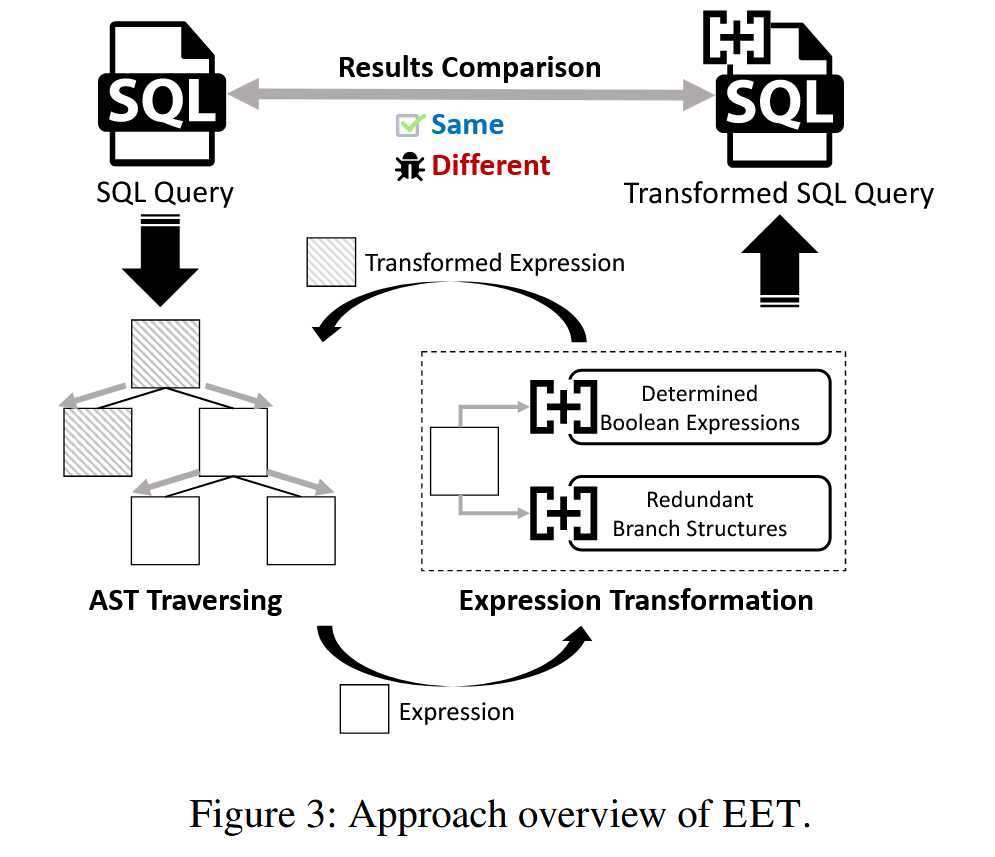 SQL
Results Comparison
[+]
SQL
Same
Different
SQL Query
Transformed SQL Query
Transformed Expression
[+]
Determined
Boolean Expressions
[+]
Redundant
Branch Structures
AST Traversing
Expression Transformation
Expression
Figure 3: Approach overview of EET.